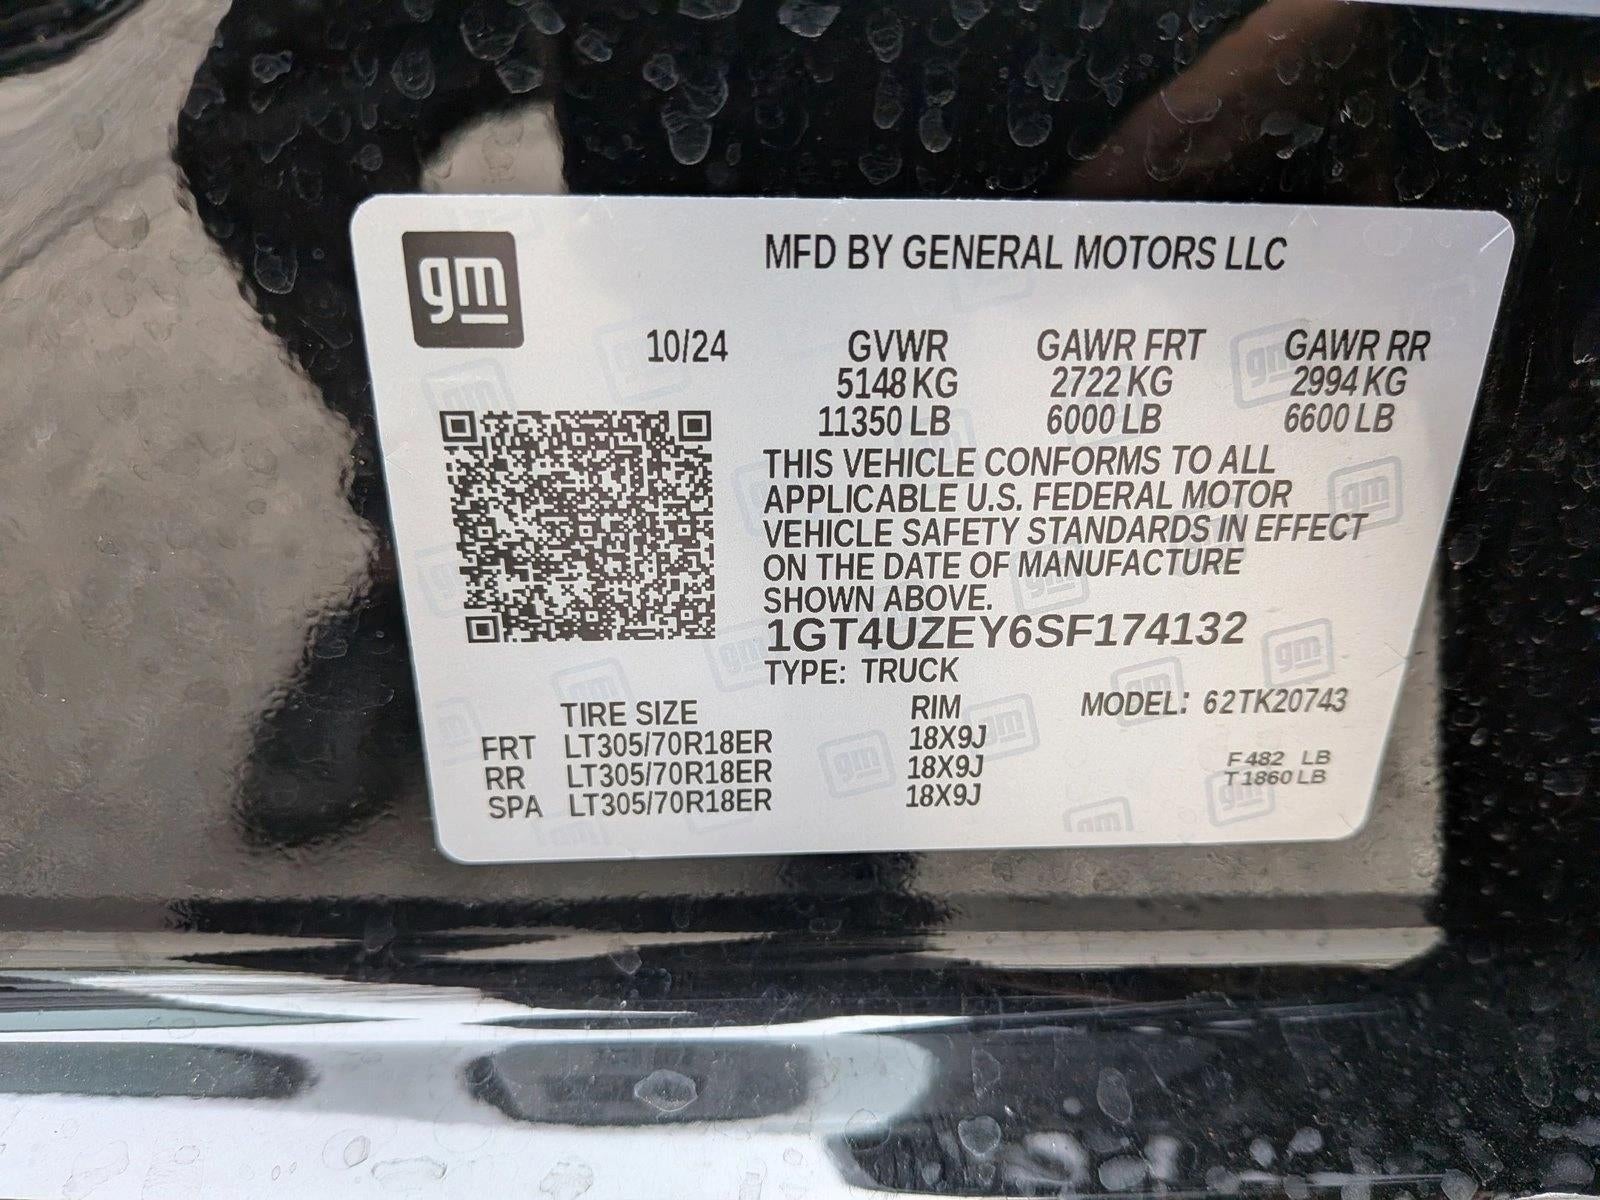 gm
MFD BY GENERAL MOTORS LLC
10/24 GVWR GAWR FRT GAWR RR
5148 KG 2722 KG 2994 KG
11350 LB 6000 LB 6600 LB
THIS VEHICLE CONFORMS TO ALL
APPLICABLE U.S. FEDERAL MOTOR
VEHICLE SAFETY STANDARDS IN EFFECT
ON THE DATE OF MANUFACTURE
SHOWN ABOVE.
1GT4UZEY6SF174132
TYPE: TRUCK
TIRE SIZE RIM MODEL: 62TK20743
FRT LT305/70R18ER 18X9J
RR LT305/70R18ER 18X9J
SPA LT305/70R18ER 18X9J
F 482 LB
T 1860 LB